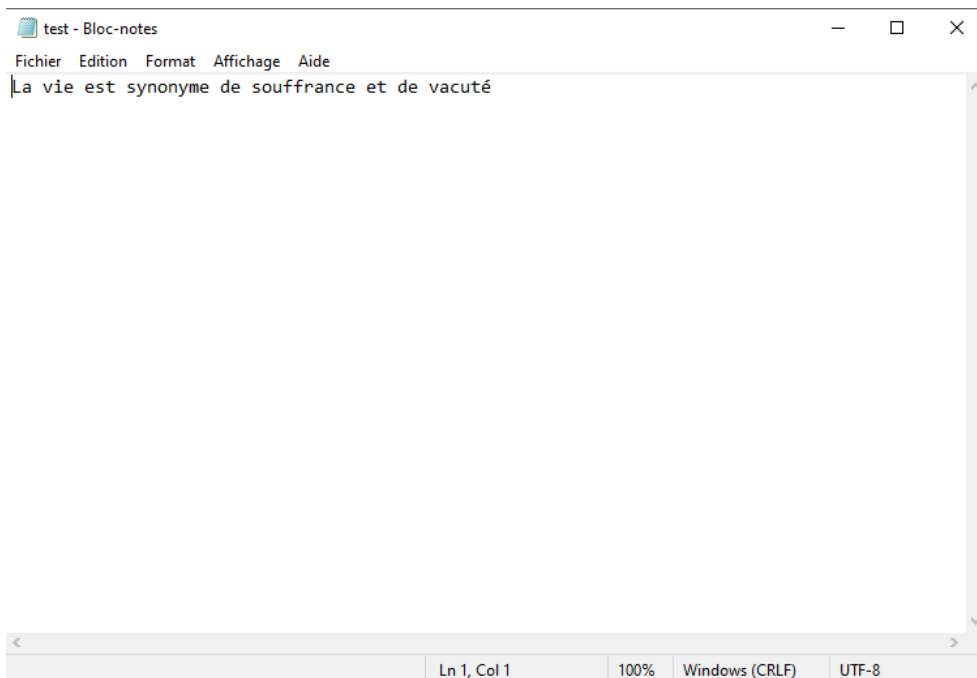 test - Bloc-notes
Fichier Edition Format Affichage Aide
La vie est synonyme de souffrance et de vacuté
Ln 1, Col 1 100% Windows (CRLF) UTF-8